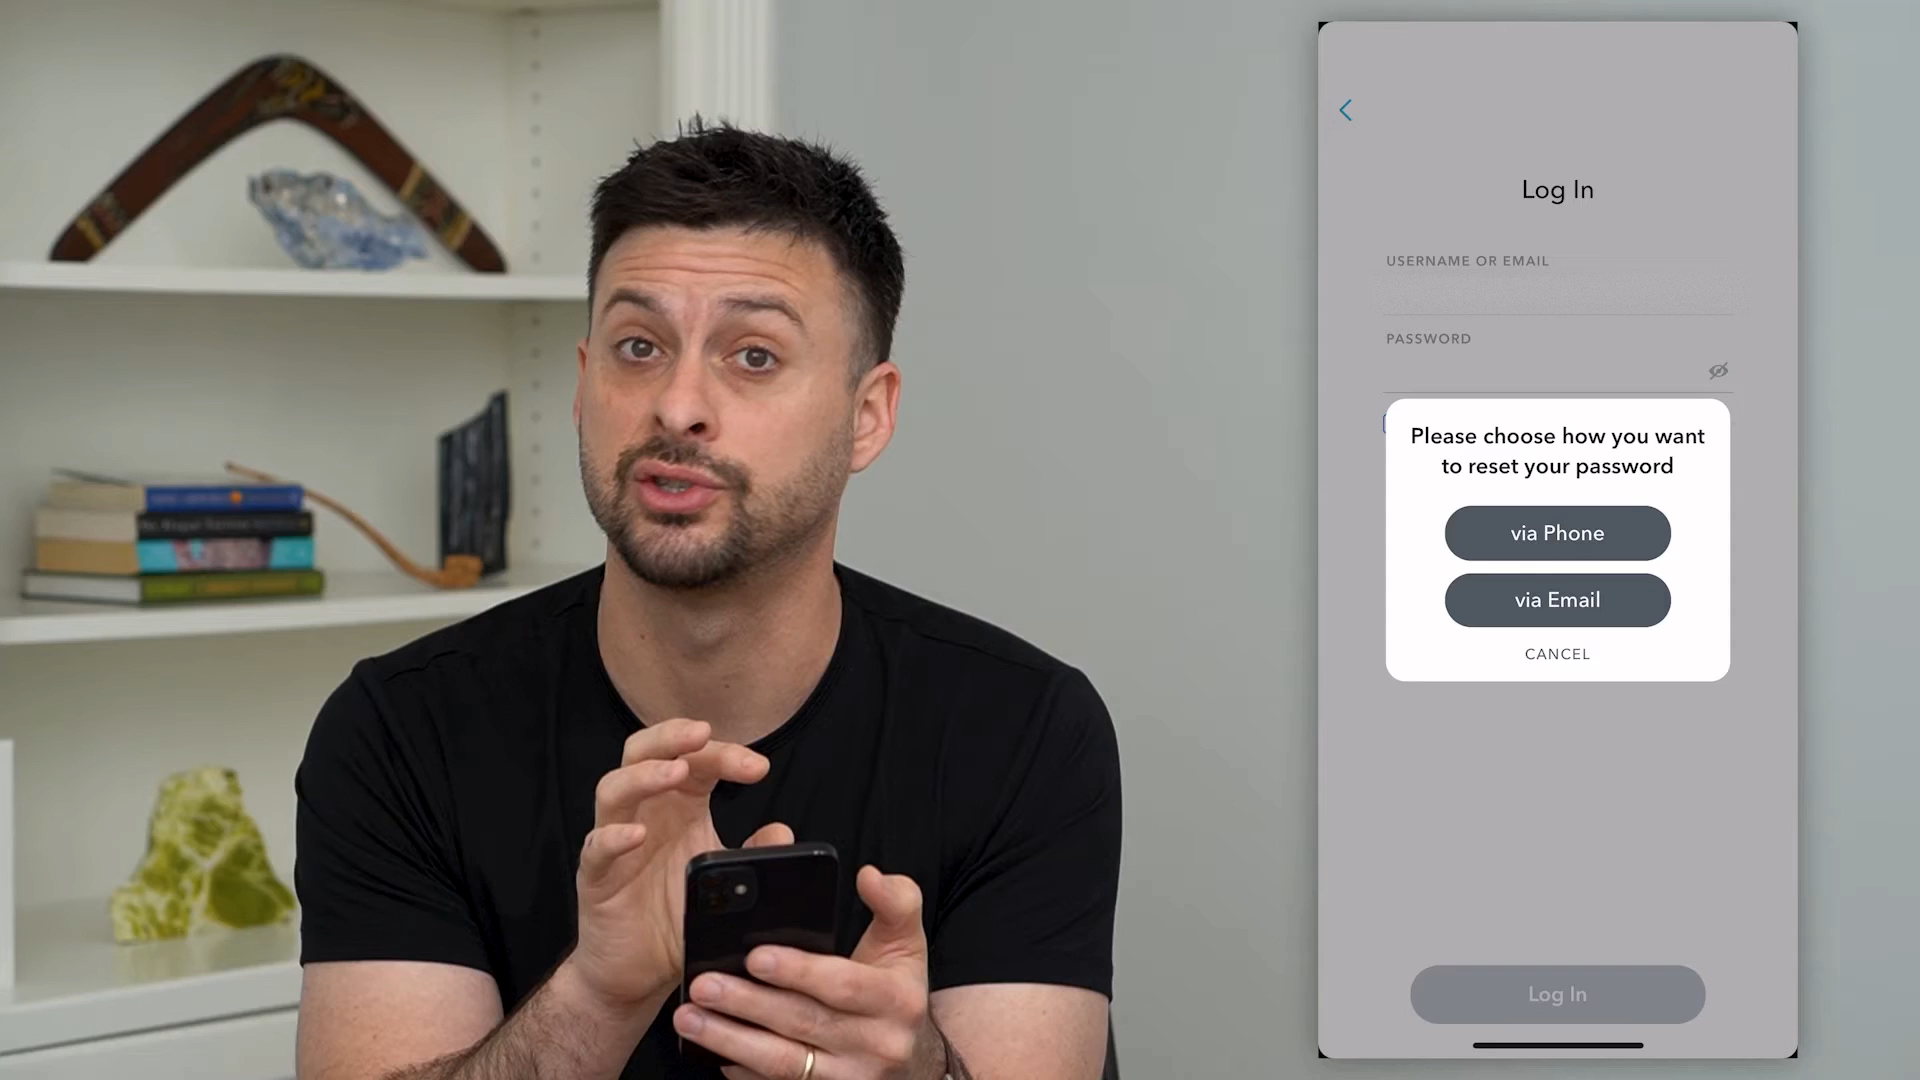 Log In
USERNAME OR EMAIL
PASSWORD
Please choose how you want
to reset your password
via Phone
via Email
CANCEL
Log In